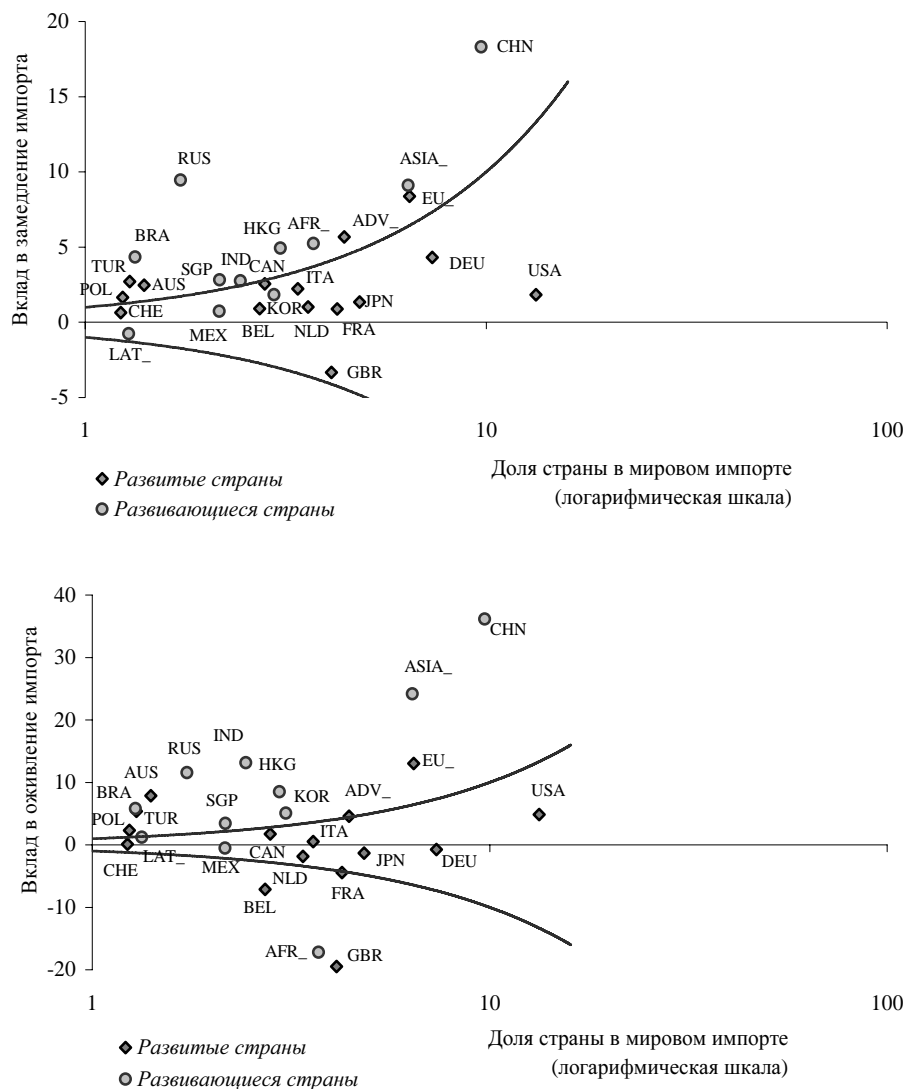 Вклад в замедление импорта
20
CHN
15
RUS
10
ASIA_
EU_
BRA
HKG
AFR_
ADV_
5
TUR
SGP
IND
CAN
ITA
DEU
USA
POL
AUS
CHE
KOR
JPN
0
MEX
BEL
NLD
FRA
LAT_
GBR
-5
1
10
100
Развитые страны
Развивающиеся страны
Доля страны в мировом импорте
(логарифмическая шкала)
Вклад в оживление импорта
40
CHN
30
ASIA_
20
IND
RUS
HKG
EU_
AUS
10
BRA
SGP
KOR
ADV_
USA
POL
TUR
ITA
0
CHE
LAT_
MEX
CAN
NLD
JPN
DEU
BEL
FRA
-10
AFR_
GBR
-20
1
10
100
Развитые страны
Развивающиеся страны
Доля страны в мировом импорте
(логарифмическая шкала)